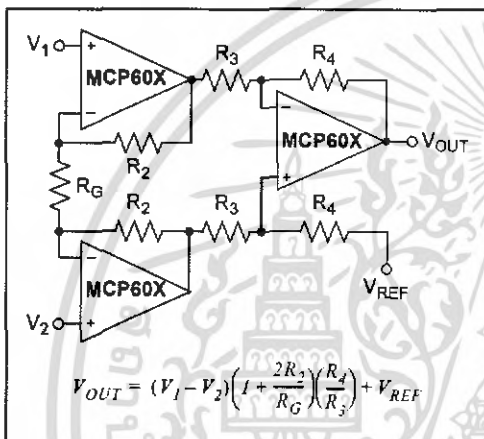 V1
MCP60X
R3
R4
R2
MCP60X
VOUT
RG
R2
R3
R4
MCP60X
VREF
V2
VOUT = (V1 – V2)(1 + 2R2/RG)(R4/R3) + VREF